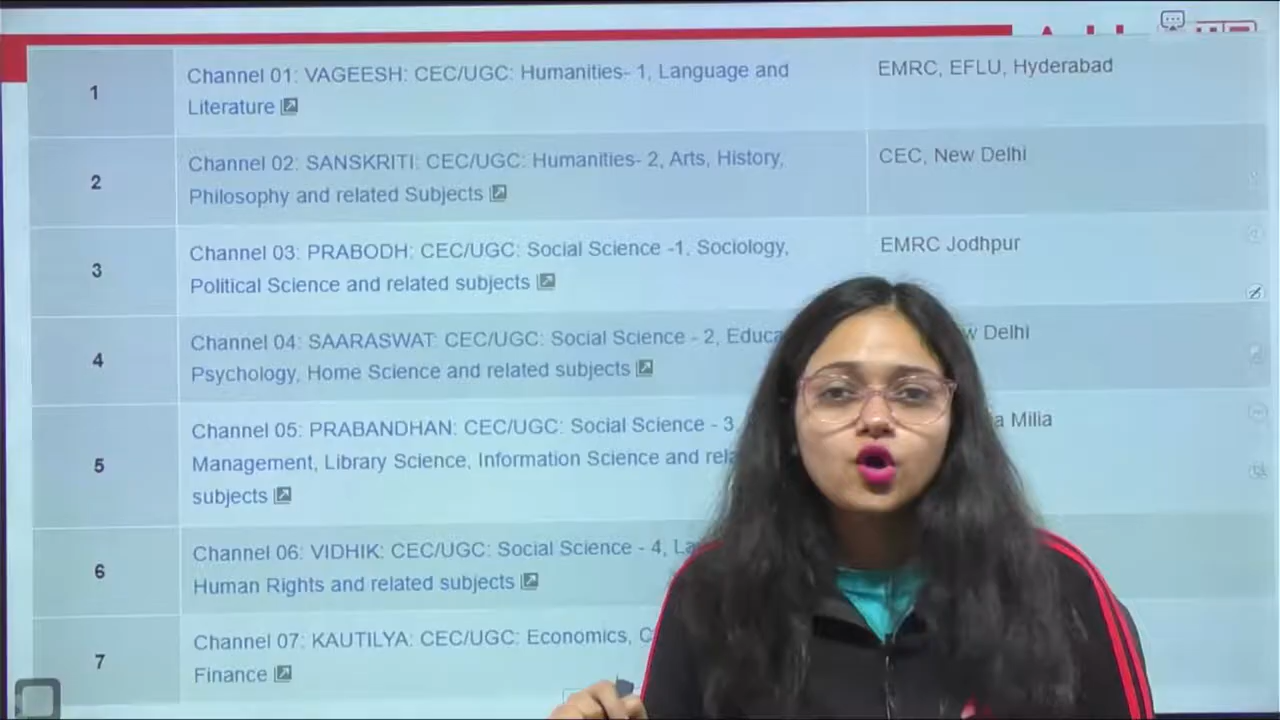 1
Channel 01: VAGEESH: CEC/UGC: Humanities- 1, Language and
Literature
EMRC, EFLU, Hyderabad
2
Channel 02: SANSKRITI: CEC/UGC: Humanities- 2, Arts, History,
Philosophy and related Subjects
CEC, New Delhi
3
Channel 03: PRABODH: CEC/UGC: Social Science -1, Sociology,
Political Science and related subjects
EMRC Jodhpur
4
Channel 04: SAARASWAT: CEC/UGC: Social Science - 2,
Psychology, Home Science and related subjects
Delhi
5
Channel 05: PRABANDHAN: CEC/UGC: Social Science - 3,
Management, Library Science, Information Science and
subjects
Milia
6
Channel 06: VIDHIK: CEC/UGC: Social Science - 4,
Human Rights and related subjects
7
Channel 07: KAUTILYA: CEC/UGC: Economics,
Finance